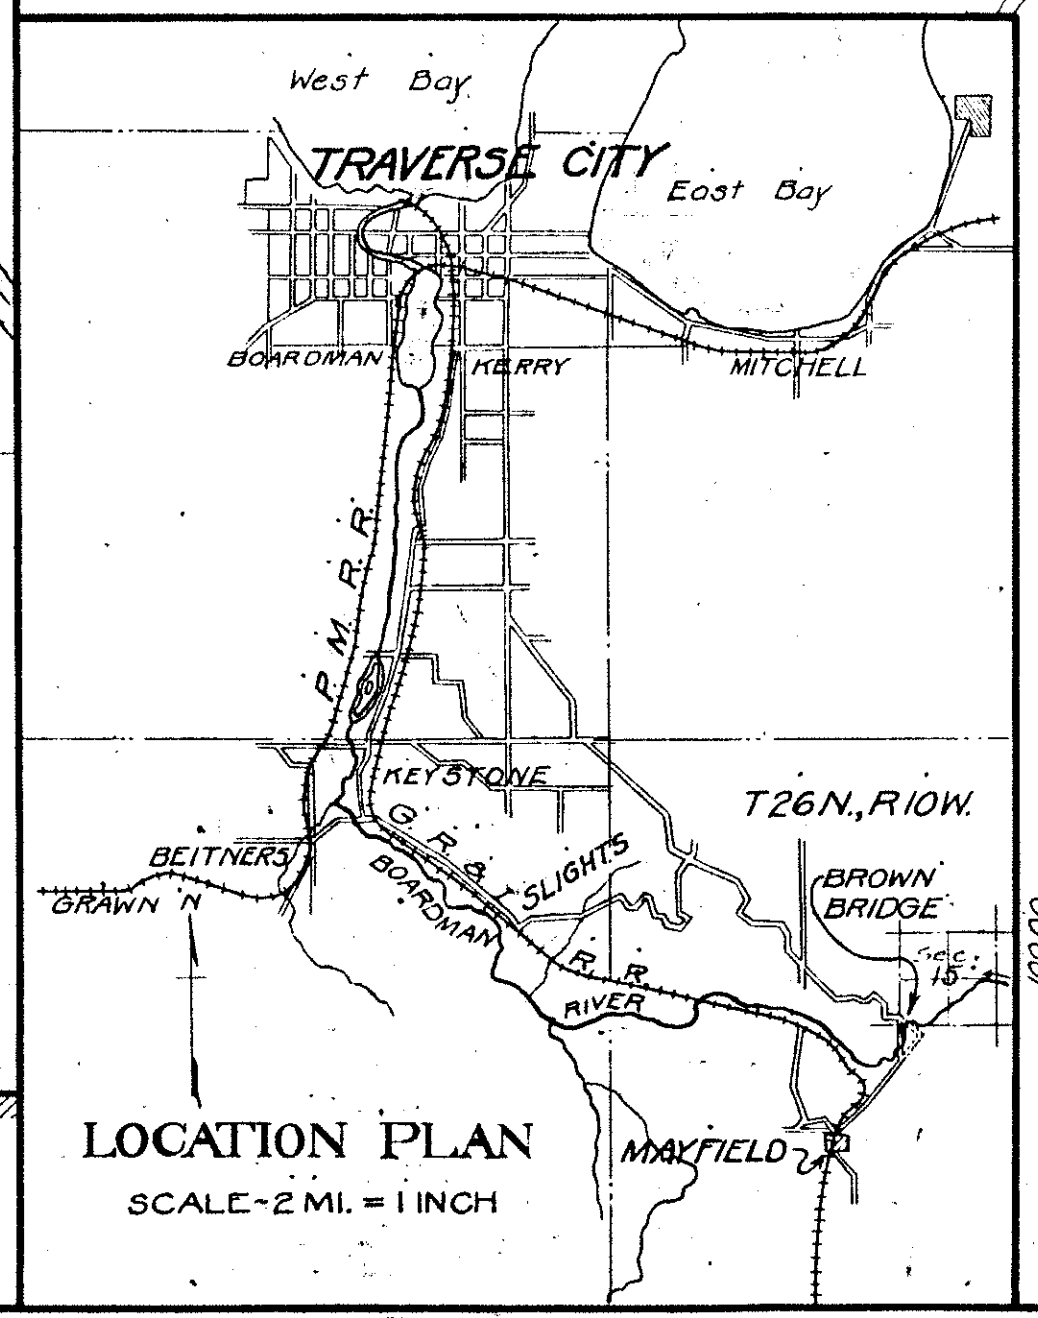 West Bay
TRAVERSE CITY
East Bay
BOARDMAN
KERRY
MITCHELL
P. M. R. R.
KEYSTONE
T26N., R10W.
G. R. & I.
R. R.
SLIGHTS
BEITNERS
BOARDMAN
RIVER
BROWN
BRIDGE
GRAWN
N
Sec.
15
MAYFIELD
LOCATION PLAN
SCALE~2 MI. = 1 INCH